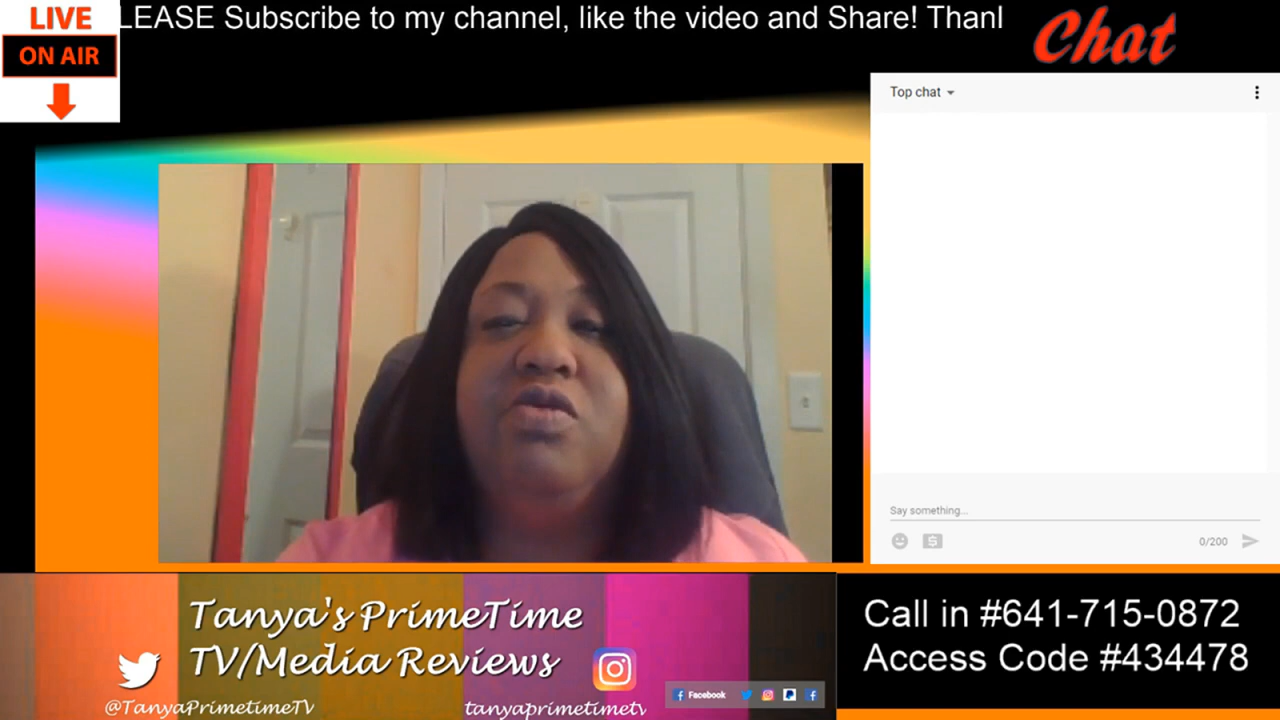 LIVE
ON AIR
LEASE Subscribe to my channel, like the video and Share! Thanl
Chat
Top chat
Say something...
0/200
Tanya's PrimeTime
TV/Media Reviews
@TanyaPrimetimeTV
tanyaprimetimetv
Facebook
Call in #641-715-0872
Access Code #434478